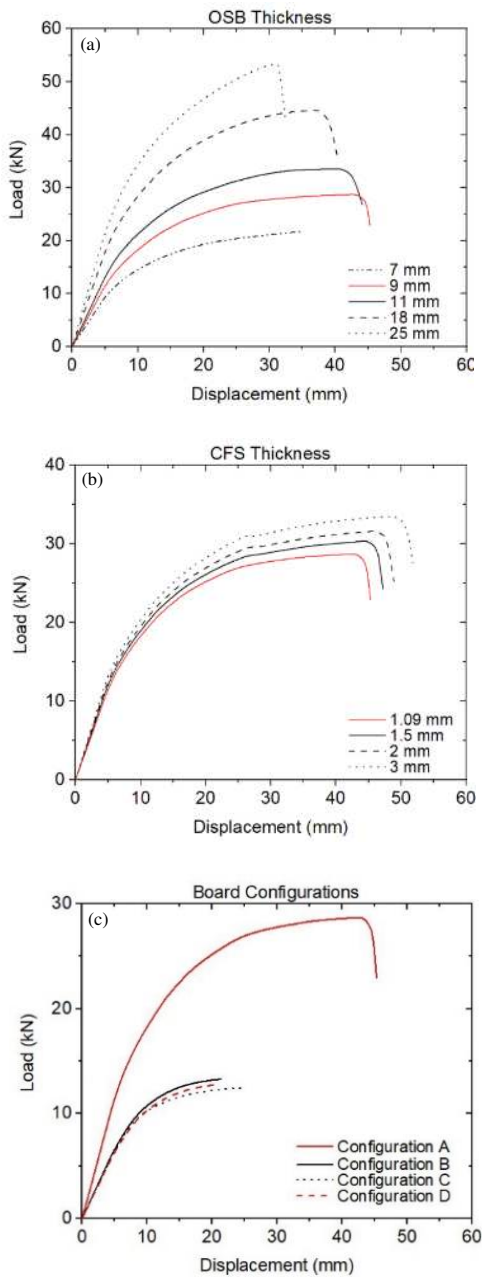 OSB Thickness
(a)
60
50
40
30
20
10
0
Load (kN)
7 mm
9 mm
11 mm
18 mm
25 mm
0 10 20 30 40 50 60
Displacement (mm)
CFS Thickness
(b)
40
30
20
10
0
Load (kN)
1.09 mm
1.5 mm
2 mm
3 mm
0 10 20 30 40 50 60
Displacement (mm)
Board Configurations
(c)
30
20
10
0
Load (kN)
Configuration A
Configuration B
Configuration C
Configuration D
0 10 20 30 40 50 60
Displacement (mm)